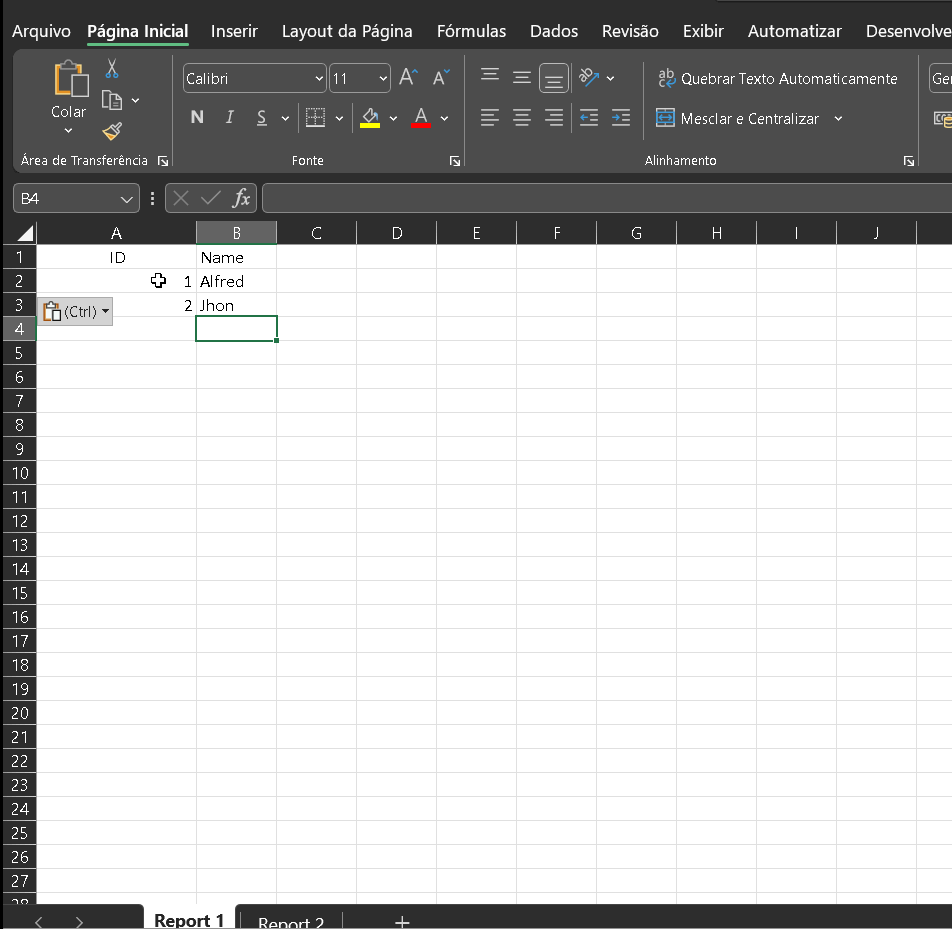 Arquivo Página Inicial Inserir Layout da Página Fórmulas Dados Revisão Exibir Automatizar Desenvolve
Colar
Calibri 11
A A
N I S A
ab Quebrar Texto Automaticamente
Ger
Mesclar e Centralizar
Área de Transferência Fonte Alinhamento
B4 fx
A B C D E F G H I J
1 ID Name
2 1 Alfred
3 2 Jhon
(Ctrl)
4
5
6
7
8
9
10
11
12
13
14
15
16
17
18
19
20
21
22
23
24
25
26
27
28
Report 1 Report 2 +